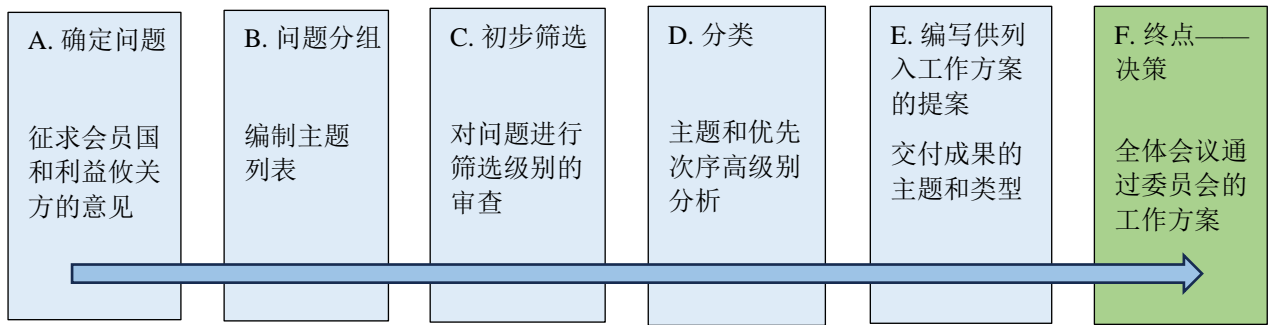 A. 确定问题
征求会员国
和利益攸关
方的意见
B. 问题分组
编制主题
列表
C. 初步筛选
对问题进行
筛选级别的
审查
D. 分类
主题和优先
次序高级别
分析
E. 编写供列
入工作方案
的提案
交付成果的
主题和类型
F. 终点——
决策
全体会议通
过委员会的
工作方案